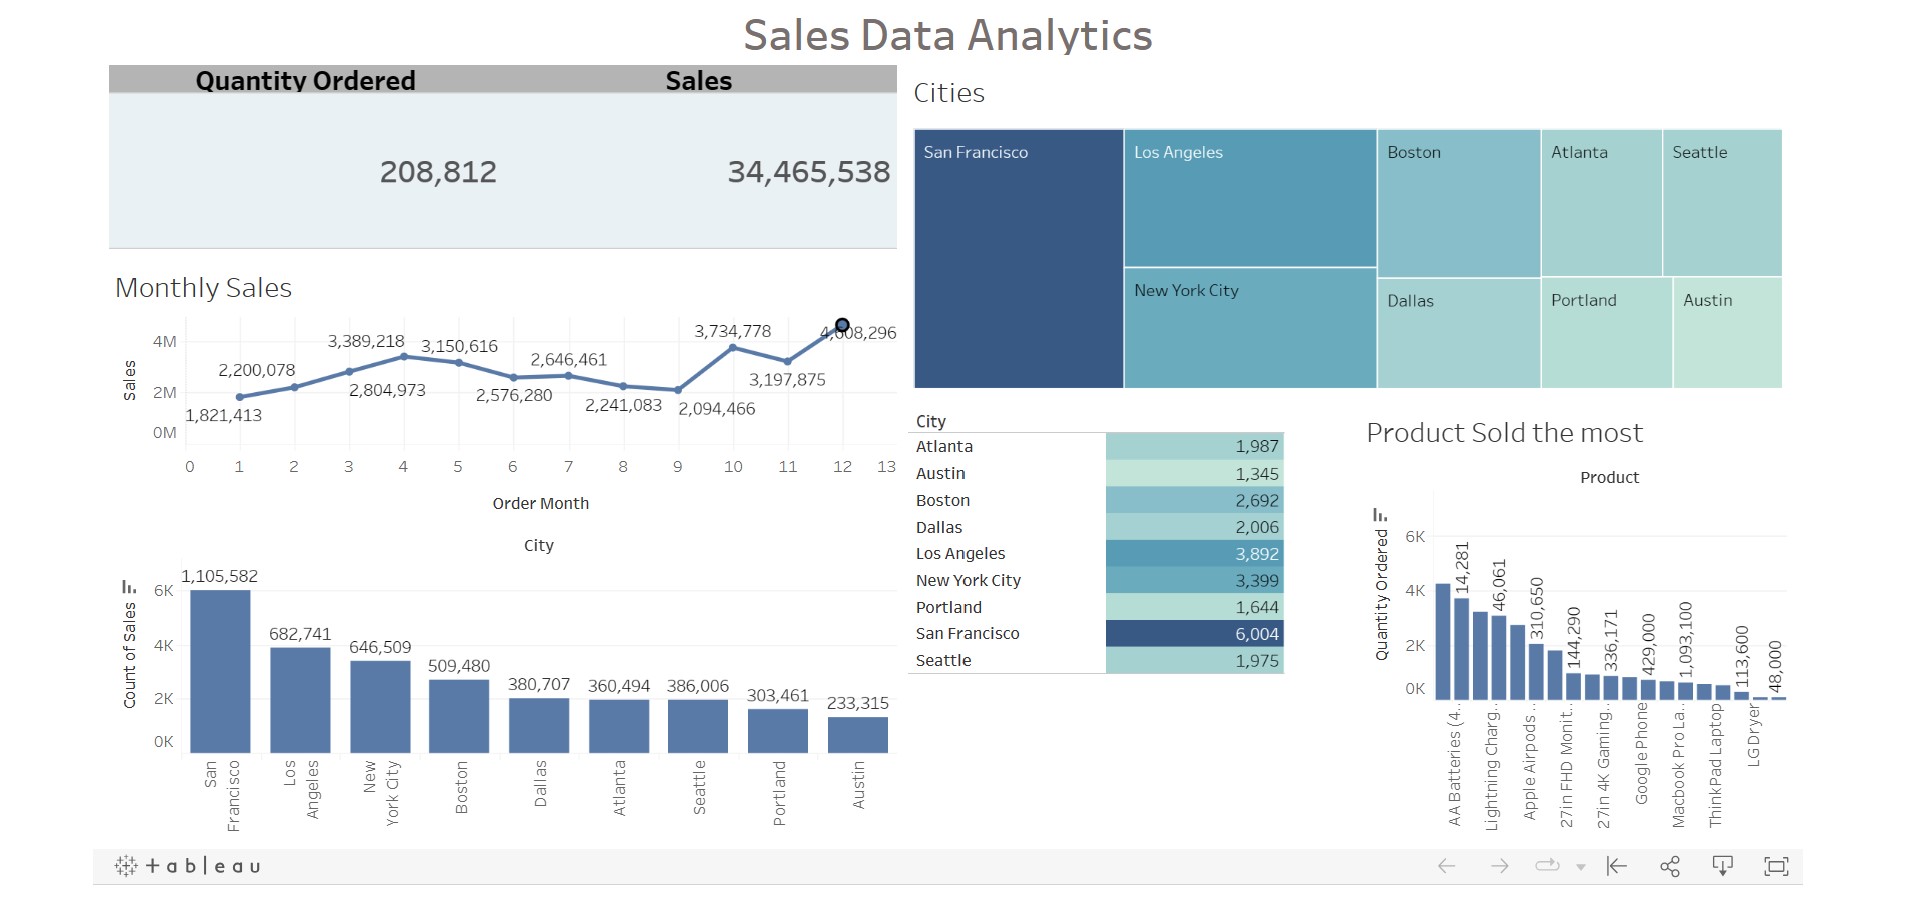 Sales Data Analytics
Quantity Ordered Sales
208,812 34,465,538
Monthly Sales
Sales
4M
2M
0M
1,821,413
2,200,078
2,804,973
3,389,218
3,150,616
2,576,280
2,646,461
2,241,083
2,094,466
3,734,778
3,197,875
4,608,296
0 1 2 3 4 5 6 7 8 9 10 11 12 13
Order Month
City
Count of Sales
6K
4K
2K
0K
1,105,582
682,741
646,509
509,480
380,707
360,494
386,006
303,461
233,315
San
Francisco
Los
Angeles
New
York City
Boston
Dallas
Atlanta
Seattle
Portland
Austin
Cities
San Francisco
Los Angeles
New York City
Boston
Dallas
Atlanta
Seattle
Portland
Austin
City
Atlanta 1,987
Austin 1,345
Boston 2,692
Dallas 2,006
Los Angeles 3,892
New York City 3,399
Portland 1,644
San Francisco 6,004
Seattle 1,975
Product Sold the most
Product
Quantity Ordered
6K
4K
2K
0K
14,281
46,061
310,650
144,290
336,171
429,000
1,093,100
113,600
48,000
AA Batteries (4..
Lightning Charg..
Apple Airpods ..
27in FHD Monit..
27in 4K Gaming..
Google Phone
Macbook Pro La..
ThinkPad Laptop
LG Dryer
+ableau